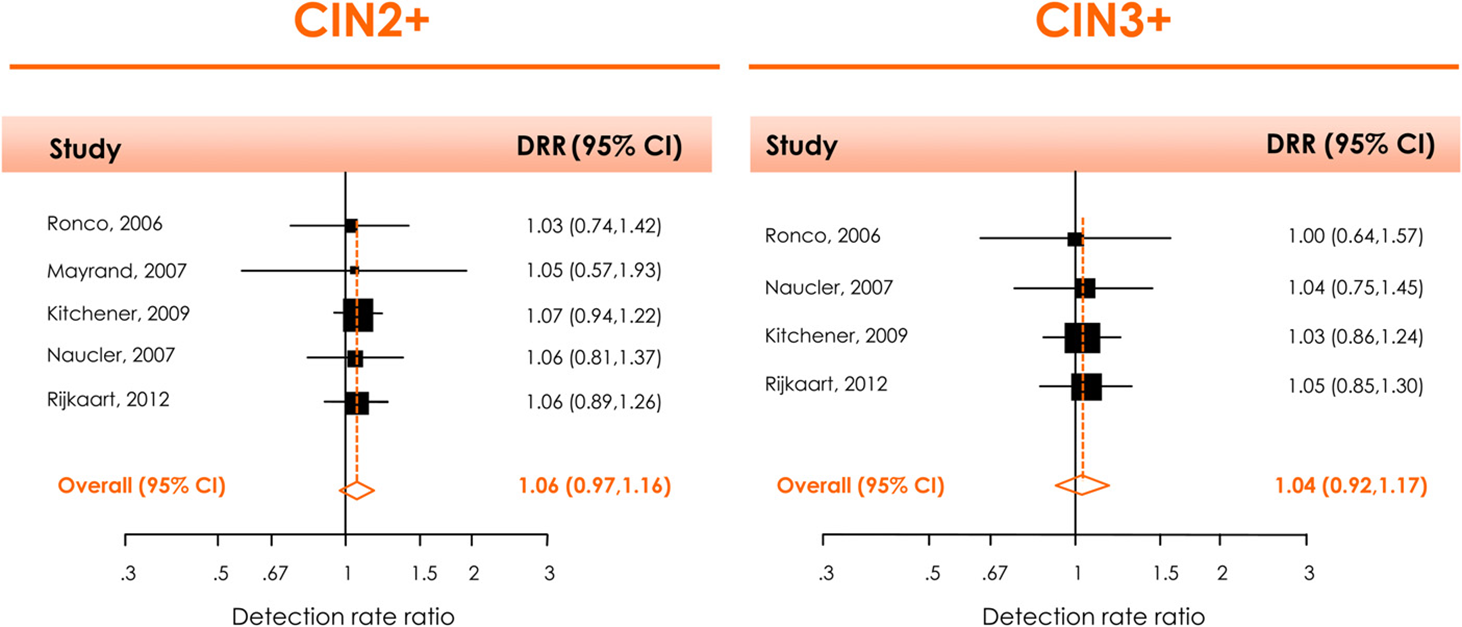 CIN2+
Study DRR (95% CI)
Ronco, 2006 1.03 (0.74,1.42)
Mayrand, 2007 1.05 (0.57,1.93)
Kitchener, 2009 1.07 (0.94,1.22)
Naucler, 2007 1.06 (0.81,1.37)
Rijkaart, 2012 1.06 (0.89,1.26)
Overall (95% CI) 1.06 (0.97,1.16)
.3 .5 .67 1 1.5 2 3
Detection rate ratio
CIN3+
Study DRR (95% CI)
Ronco, 2006 1.00 (0.64,1.57)
Naucler, 2007 1.04 (0.75,1.45)
Kitchener, 2009 1.03 (0.86,1.24)
Rijkaart, 2012 1.05 (0.85,1.30)
Overall (95% CI) 1.04 (0.92,1.17)
.3 .5 .67 1 1.5 2 3
Detection rate ratio